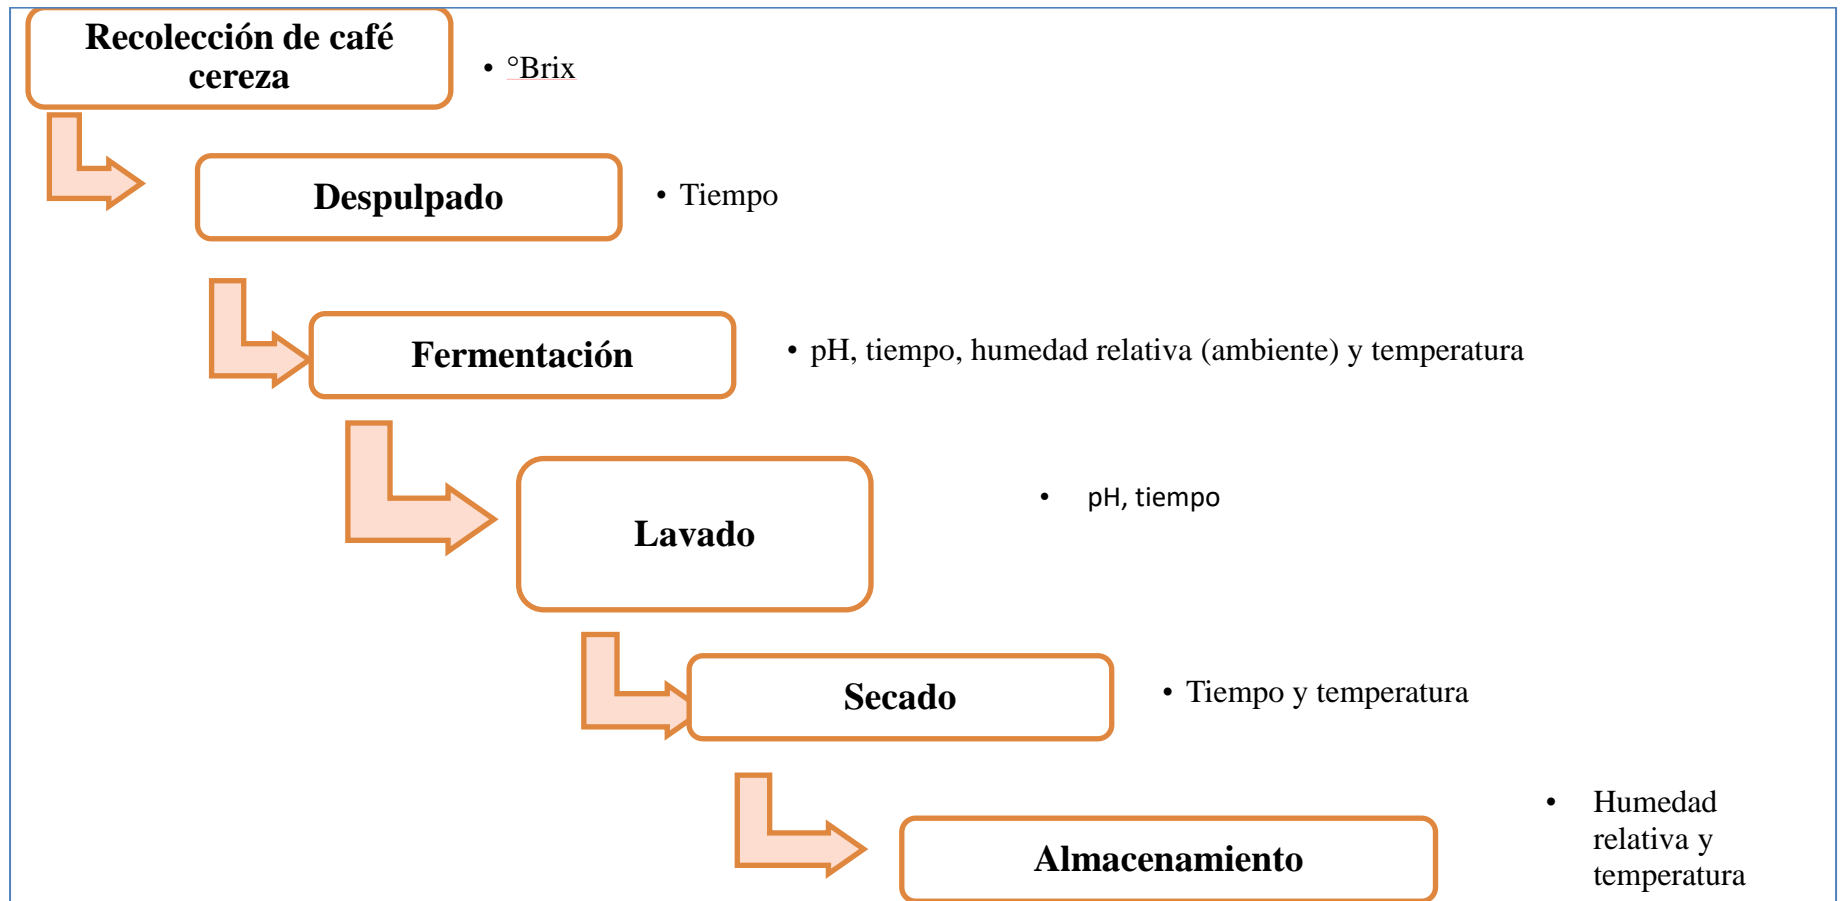 Recolección de café
cereza
• °Brix
Despulpado
• Tiempo
Fermentación
• pH, tiempo, humedad relativa (ambiente) y temperatura
Lavado
• pH, tiempo
Secado
• Tiempo y temperatura
Almacenamiento
• Humedad
relativa y
temperatura